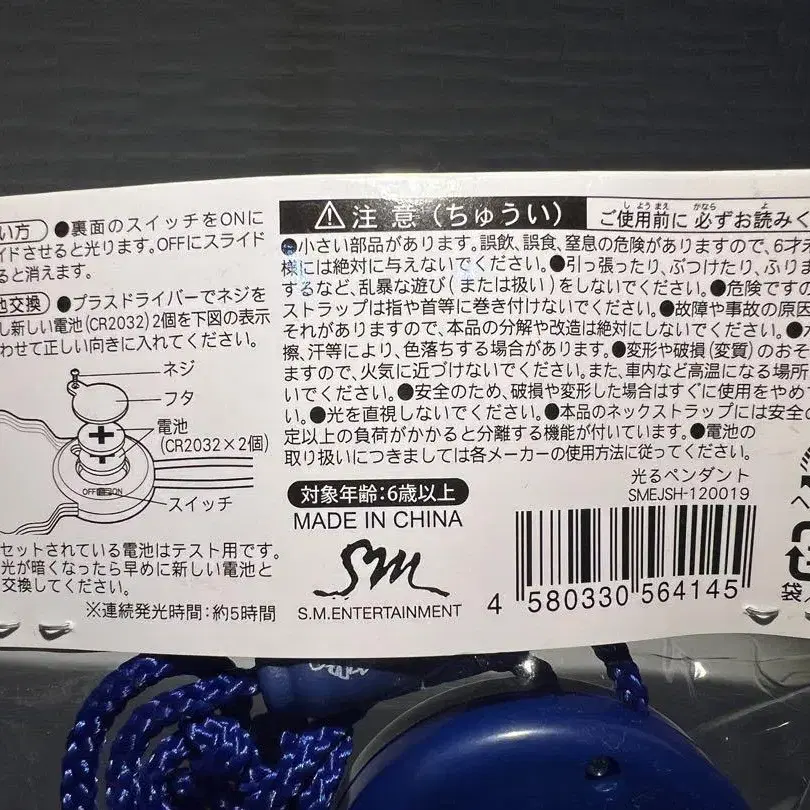 い方 ●裏面のスイッチをONに
イドさせると光ります。OFFにスライド
ると消えます。
池交換 ●プラスドライバーでネジを
し新しい電池(CR2032)2個を下図の表示
わせて正しい向きに入れてください。
ネジ
フタ
電池
(CR2032×2個)
OFF ON
スイッチ
セットされている電池はテスト用です。
光が暗くなったら早めに新しい電池と
交換してください。
※連続発光時間:約5時間
⚠注意(ちゅうい)
しようまえ かなら よ
ご使用前に必ずお読みく
●小さい部品があります。誤飲、誤食、窒息の危険がありますので、6才
様には絶対に与えないでください。●引っ張ったり、ぶつけたり、ふりま
するなど、乱暴な遊び(または扱い)をしないでください。●危険ですの
ストラップは指や首等に巻き付けないでください。●故障や事故の原因
それがありますので、本品の分解や改造は絶対にしないでください。●
擦、汗等により、色落ちする場合があります。●変形や破損(変質)のおそ
ますので、火気に近づけないでください。また、車内など高温になる場所
いでください。●安全のため、破損や変形した場合はすぐに使用をやめ
い。●光を直視しないでください。●本品のネックストラップには安全
定以上の負荷がかかると分離する機能が付いています。●電池の
取り扱いにつきましては各メーカーの使用方法に従ってください。
光るペンダント
SMEJSH-120019
対象年齢:6歳以上
MADE IN CHINA
SM
S.M.ENTERTAINMENT
4 580330 564145
袋